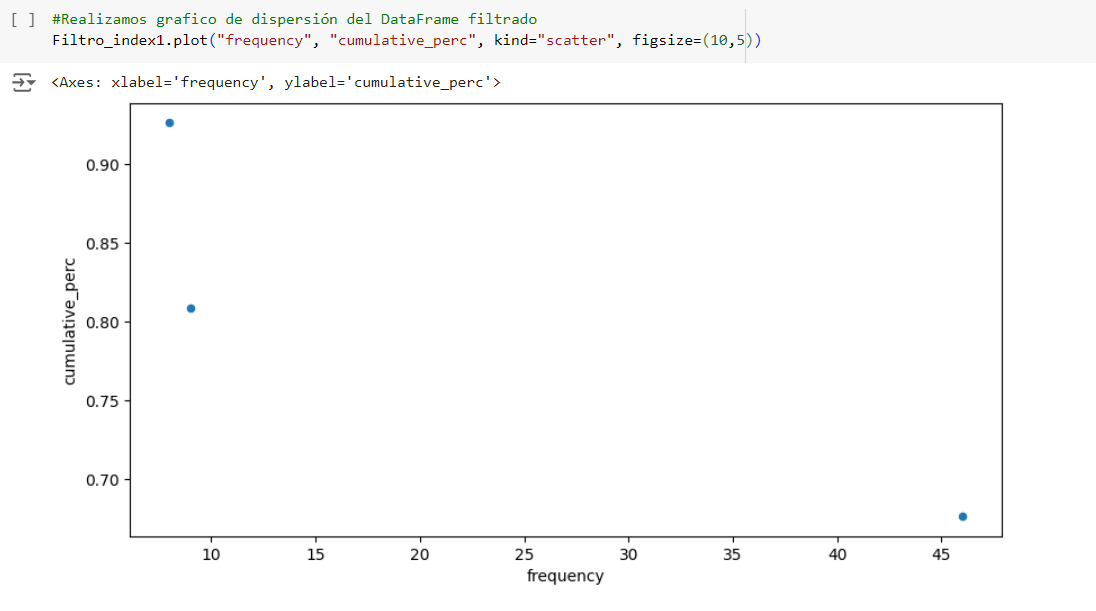 [ ] #Realizamos grafico de dispersión del DataFrame filtrado
Filtro_index1.plot("frequency", "cumulative_perc", kind="scatter", figsize=(10,5))
<Axes: xlabel='frequency', ylabel='cumulative_perc'>
0.90
0.85
0.80
0.75
0.70
cumulative_perc
10 15 20 25 30 35 40 45
frequency